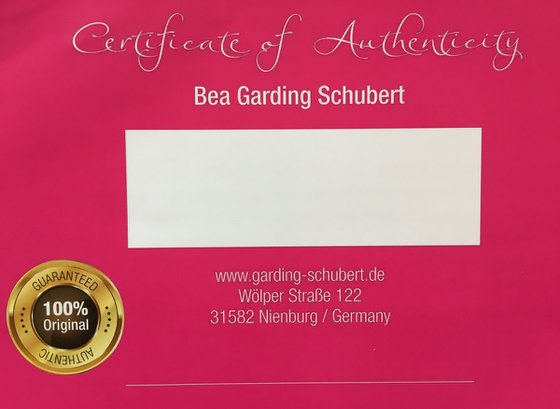 Certificate of Authenticity
Bea Garding Schubert
www.garding-schubert.de
Wölper Straße 122
31582 Nienburg / Germany
GUARANTEED
100%
Original
AUTHENTIC